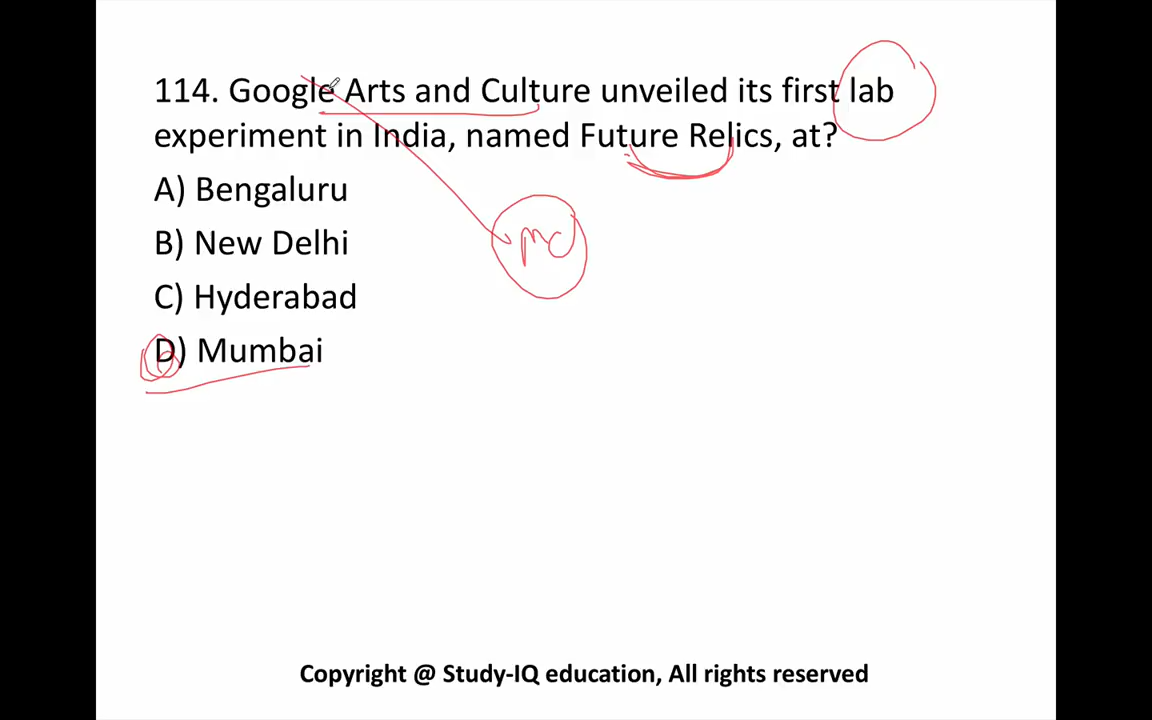 114. Google Arts and Culture unveiled its first lab
experiment in India, named Future Relics, at?
A) Bengaluru
B) New Delhi
C) Hyderabad
D) Mumbai
Copyright @ Study-IQ education, All rights reserved